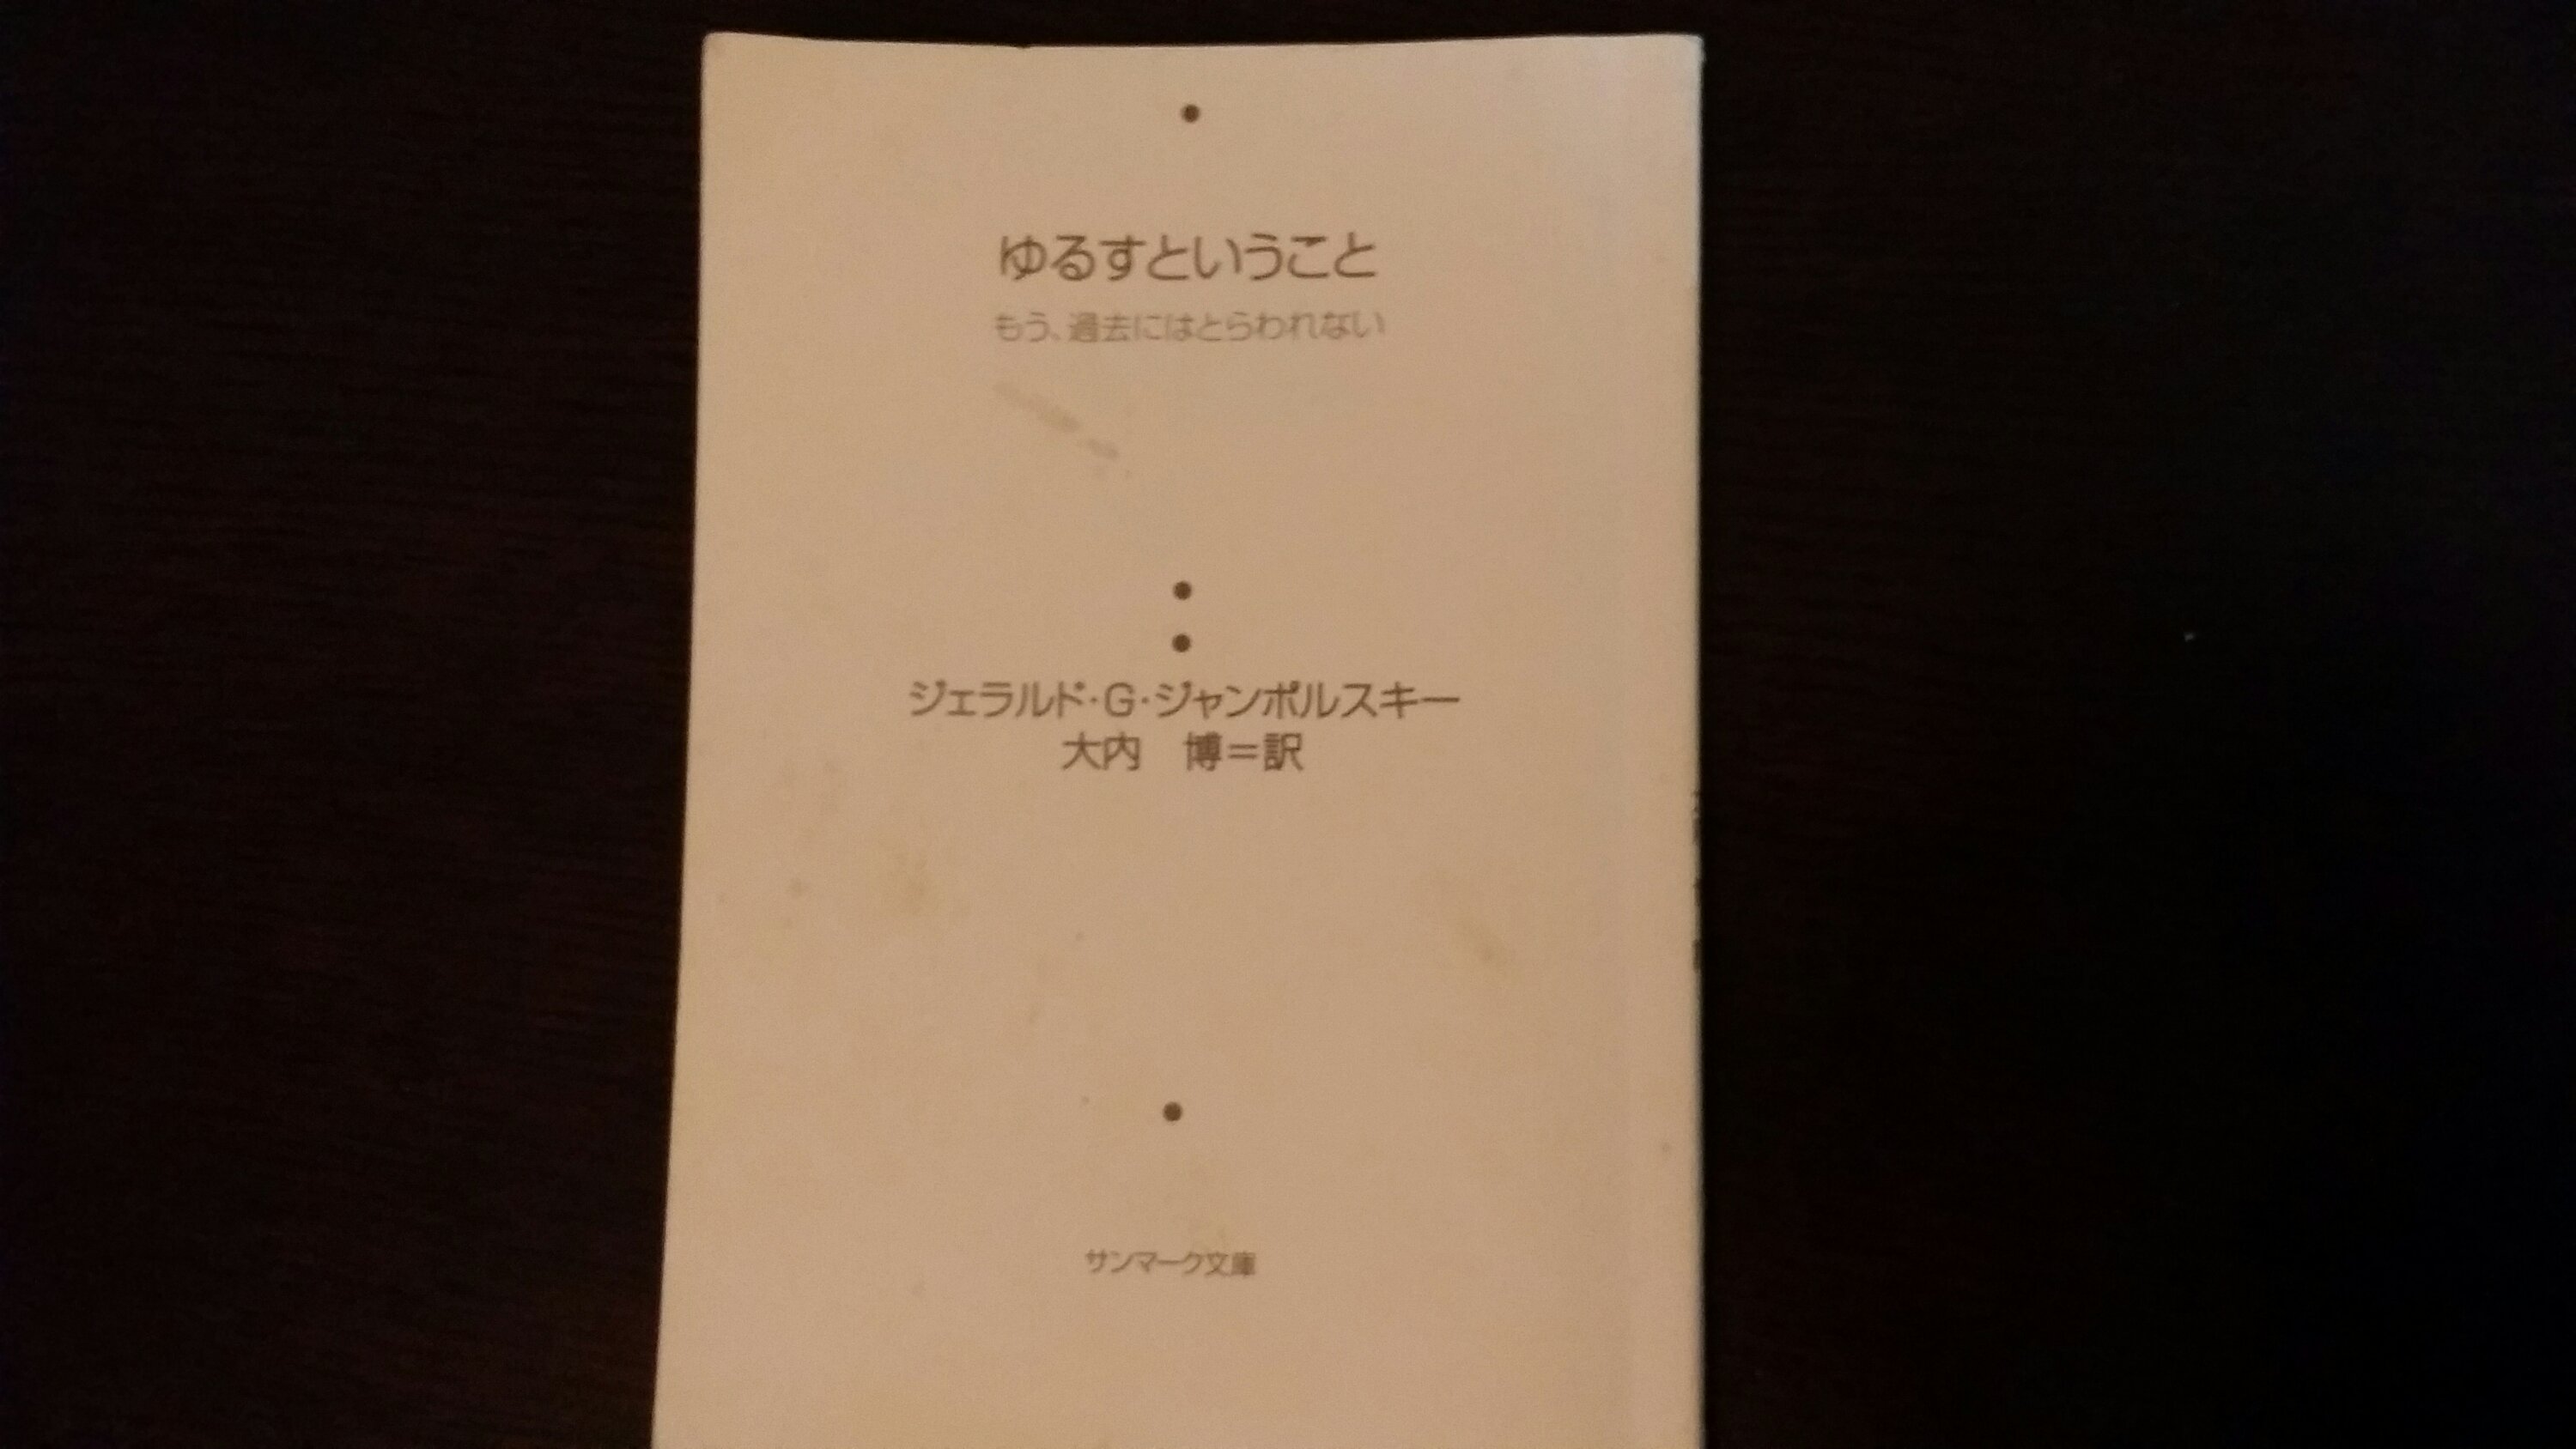 ゆるすということ
もう、過去にはとらわれない
ジェラルド・G・ジャンポルスキー
大内　博＝訳
サンマーク文庫